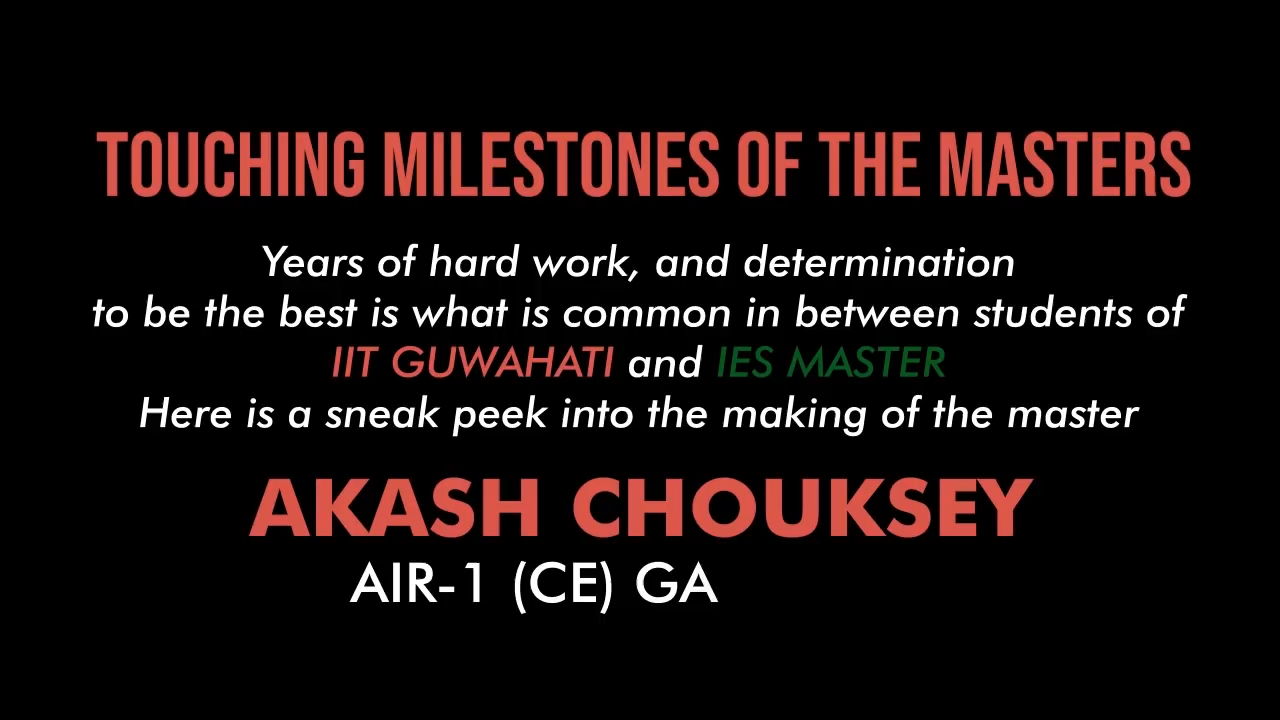 TOUCHING MILESTONES OF THE MASTERS
Years of hard work, and determination
to be the best is what is common in between students of
IIT GUWAHATI and IES MASTER
Here is a sneak peek into the making of the master
AKASH CHOUKSEY
AIR-1 (CE) GA